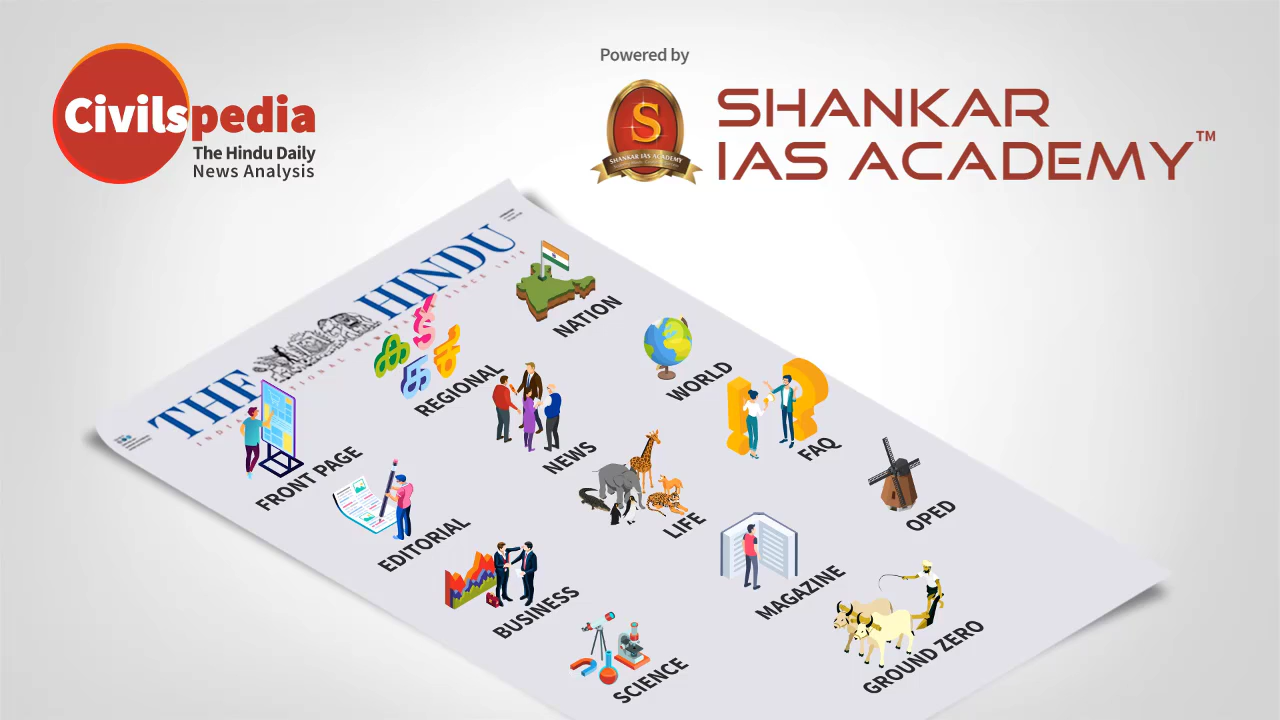 Powered by
Civilspedia
The Hindu Daily
News Analysis
S
SHANKAR IAS ACADEMY
SHANKAR
IAS ACADEMY™
THE HINDU
NATION
WORLD
REGIONAL
FAQ
NEWS
FRONT PAGE
OPED
LIFE
EDITORIAL
MAGAZINE
BUSINESS
GROUND ZERO
SCIENCE